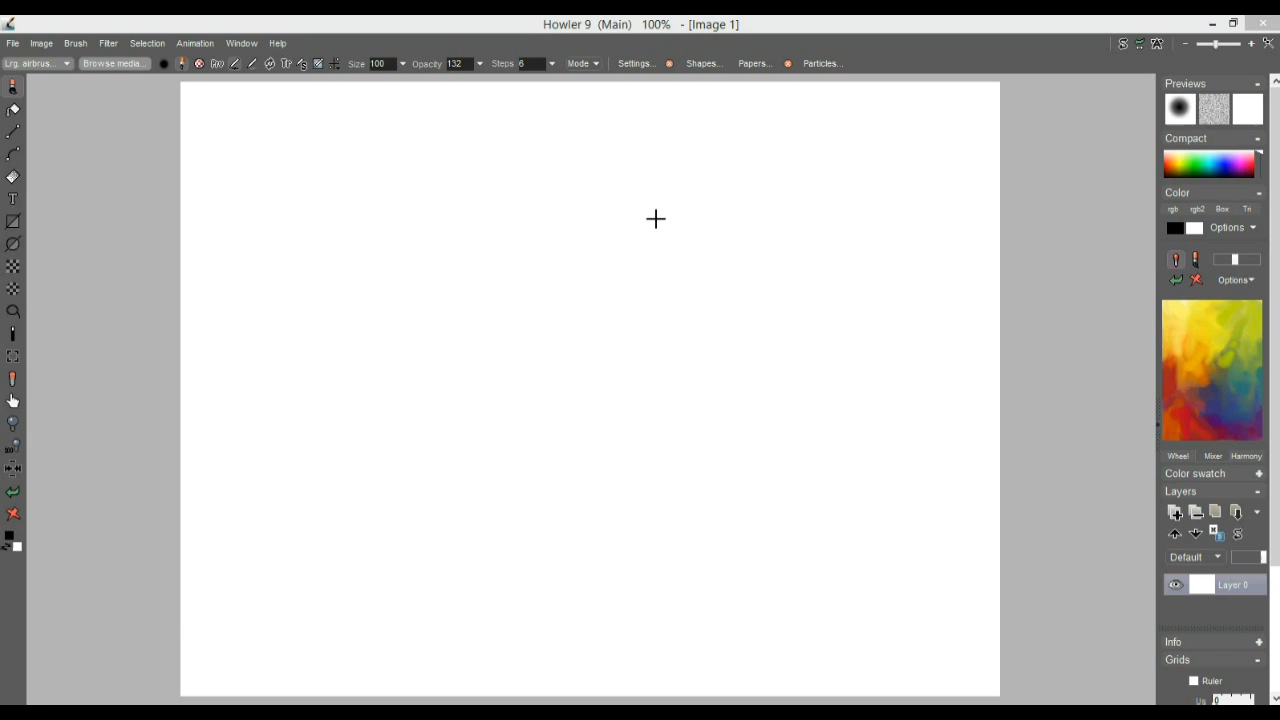 Howler 9 (Main) 100% - [Image 1]
File Image Brush Filter Selection Animation Window Help
Lrg. airbrus... Browse media... Size 100 Opacity 132 Steps 6 Mode Settings... Shapes... Papers... Particles...
Previews
Compact
Color
rgb rgb2 Box Tri
Options
Options
Wheel Mixer Harmony
Color swatch
Layers
Default
Layer 0
Info
Grids
Ruler
0